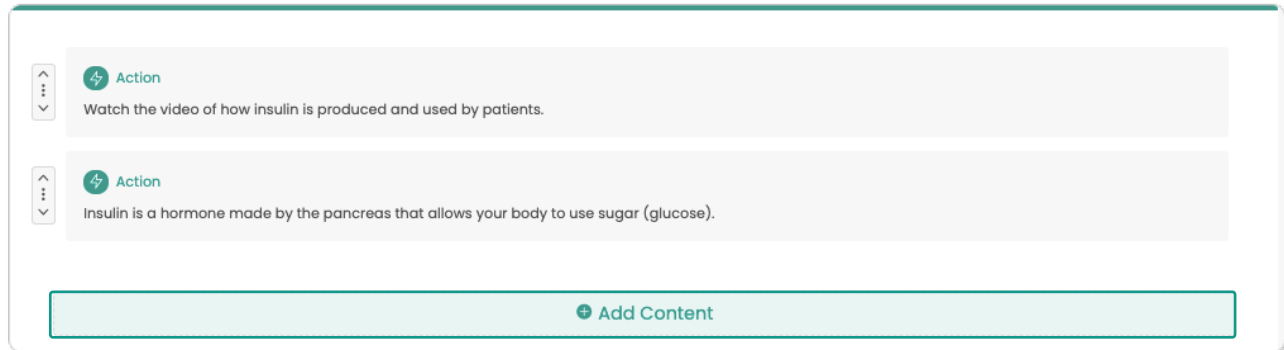 Action
Watch the video of how insulin is produced and used by patients.
Action
Insulin is a hormone made by the pancreas that allows your body to use sugar (glucose).
Add Content